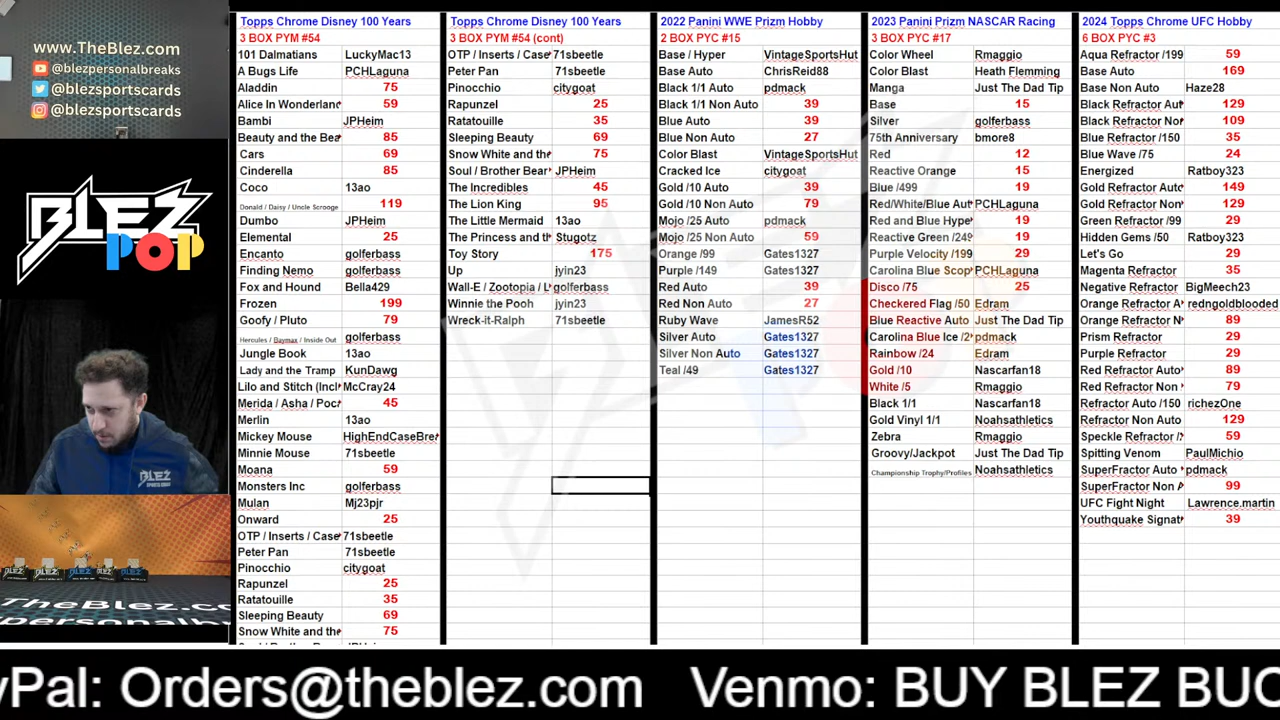 www.TheBlez.com
@blezpersonalbreaks
@blezpersonalbreaks
@blezsportscards
@blezsportscards
BLEZ
POP
BLEZ
TheBlez.co
Topps Chrome Disney 100 Years
3 BOX PYM #54
101 Dalmatians LuckyMac13
A Bugs Life PCHLaguna
Aladdin 75
Alice In Wonderlan 59
Bambi JPHeim
Beauty and the Bea 85
Cars 69
Cinderella 85
Coco 13ao
Donald / Daisy / Uncle Scrooge 119
Dumbo JPHeim
Elemental 25
Encanto golferbass
Finding Nemo golferbass
Fox and Hound Bella429
Frozen 199
Goofy / Pluto 79
Hercules / Baymax / Inside Out golferbass
Jungle Book 13ao
Lady and the Tramp KunDawg
Lilo and Stitch (Incl McCray24
Merida / Asha / Poc 45
Merlin 13ao
Mickey Mouse HighEndCaseBre
Minnie Mouse 71sbeetle
Moana 59
Monsters Inc golferbass
Mulan Mj23pjr
Onward 25
OTP / Inserts / Case 71sbeetle
Peter Pan 71sbeetle
Pinocchio citygoat
Rapunzel 25
Ratatouille 35
Sleeping Beauty 69
Snow White and the 75
Topps Chrome Disney 100 Years
3 BOX PYM #54 (cont)
OTP / Inserts / Case 71sbeetle
Peter Pan 71sbeetle
Pinocchio citygoat
Rapunzel 25
Ratatouille 35
Sleeping Beauty 69
Snow White and the 75
Soul / Brother Bear JPHeim
The Incredibles 45
The Lion King 95
The Little Mermaid 13ao
The Princess and th Stugotz
Toy Story 175
Up jyin23
Wall-E / Zootopia / L golferbass
Winnie the Pooh jyin23
Wreck-it-Ralph 71sbeetle
2022 Panini WWE Prizm Hobby
2 BOX PYC #15
Base / Hyper VintageSportsHut
Base Auto ChrisReid88
Black 1/1 Auto pdmack
Black 1/1 Non Auto 39
Blue Auto 39
Blue Non Auto 27
Color Blast VintageSportsHut
Cracked Ice citygoat
Gold /10 Auto 39
Gold /10 Non Auto 79
Mojo /25 Auto pdmack
Mojo /25 Non Auto 59
Orange /99 Gates1327
Purple /149 Gates1327
Red Auto 39
Red Non Auto 27
Ruby Wave JamesR52
Silver Auto Gates1327
Silver Non Auto Gates1327
Teal /49 Gates1327
2023 Panini Prizm NASCAR Racing
3 BOX PYC #17
Color Wheel Rmaggio
Color Blast Heath Flemming
Manga Just The Dad Tip
Base 15
Silver golferbass
75th Anniversary bmore8
Red 12
Reactive Orange 15
Blue /499 19
Red/White/Blue Aut PCHLaguna
Red and Blue Hype 19
Reactive Green /249 19
Purple Velocity /199 29
Carolina Blue Scop PCHLaguna
Disco /75 25
Checkered Flag /50 Edram
Blue Reactive Auto Just The Dad Tip
Carolina Blue Ice /2 pdmack
Rainbow /24 Edram
Gold /10 Nascarfan18
White /5 Rmaggio
Black 1/1 Nascarfan18
Gold Vinyl 1/1 Noahsathletics
Zebra Rmaggio
Groovy/Jackpot Just The Dad Tip
Championship Trophy/Profiles Noahsathletics
2024 Topps Chrome UFC Hobby
6 BOX PYC #3
Aqua Refractor /199 59
Base Auto 169
Base Non Auto Haze28
Black Refractor Aut 129
Black Refractor No 109
Blue Refractor /150 35
Blue Wave /75 24
Energized Ratboy323
Gold Refractor Aut 149
Gold Refractor Non 129
Green Refractor /99 29
Hidden Gems /50 Ratboy323
Let's Go 29
Magenta Refractor 35
Negative Refractor BigMeech23
Orange Refractor A redngoldblooded
Orange Refractor N 89
Prism Refractor 29
Purple Refractor 29
Red Refractor Auto 89
Red Refractor Non 79
Refractor Auto /150 richezOne
Refractor Non Auto 129
Speckle Refractor / 59
Spitting Venom PaulMichio
SuperFractor Auto pdmack
SuperFractor Non A 99
UFC Fight Night Lawrence.martin
Youthquake Signat 39
yPal: Orders@theblez.com Venmo: BUY BLEZ BUC